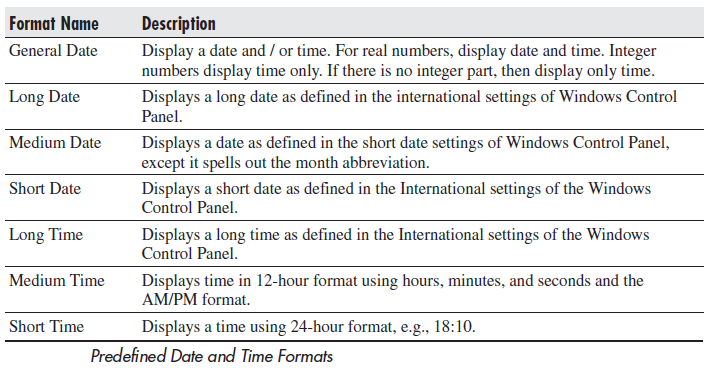 Format Name Description
General Date Display a date and / or time. For real numbers, display date and time. Integer
numbers display time only. If there is no integer part, then display only time.
Long Date Displays a long date as defined in the international settings of Windows Control
Panel.
Medium Date Displays a date as defined in the short date settings of Windows Control Panel,
except it spells out the month abbreviation.
Short Date Displays a short date as defined in the International settings of the Windows
Control Panel.
Long Time Displays a long time as defined in the International settings of the Windows
Control Panel.
Medium Time Displays time in 12-hour format using hours, minutes, and seconds and the
AM/PM format.
Short Time Displays a time using 24-hour format, e.g., 18:10.
Predefined Date and Time Formats